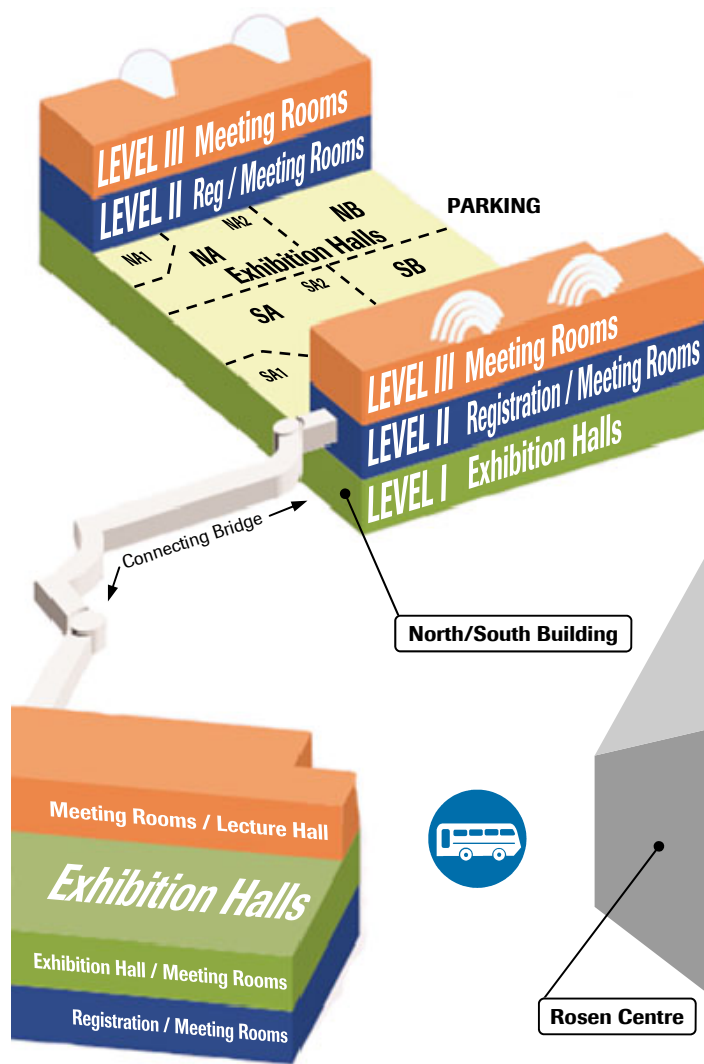 LEVEL III Meeting Rooms
LEVEL II Reg / Meeting Rooms
PARKING
NA1
NA
NA2
NB
Exhibition Halls
SA
SA2
SB
SA1
LEVEL III Meeting Rooms
LEVEL II Registration / Meeting Rooms
LEVEL I Exhibition Halls
Connecting Bridge
North/South Building
Meeting Rooms / Lecture Hall
Exhibition Halls
Exhibition Hall / Meeting Rooms
Registration / Meeting Rooms
Rosen Centre